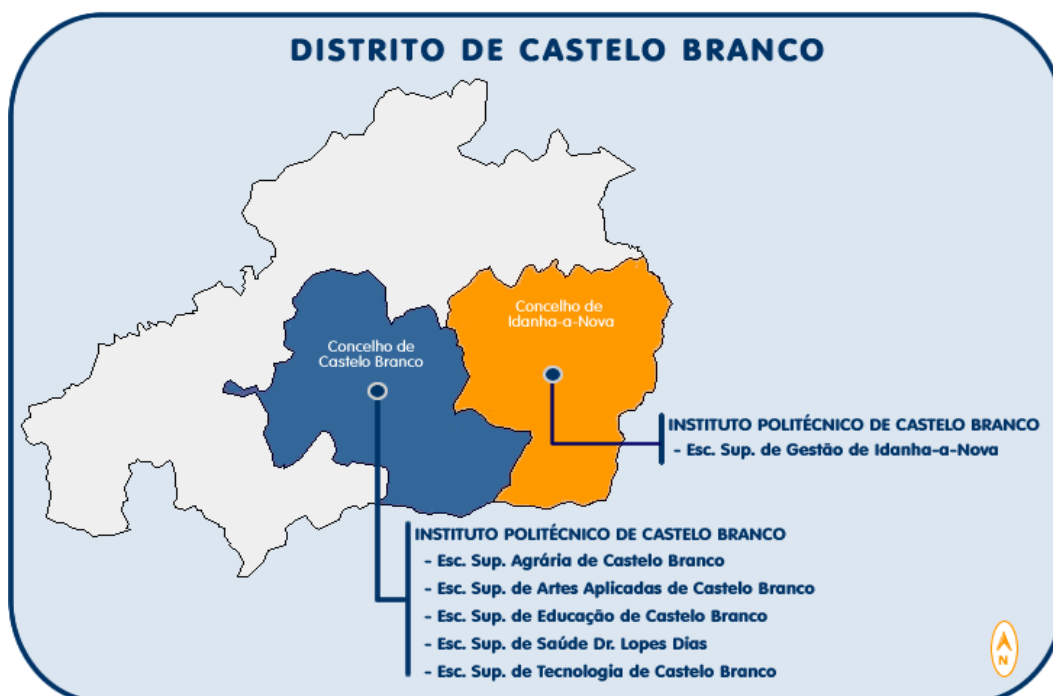 DISTRITO DE CASTELO BRANCO
Concelho de
Idanha-a-Nova
Concelho de
Castelo Branco
INSTITUTO POLITÉCNICO DE CASTELO BRANCO
- Esc. Sup. de Gestão de Idanha-a-Nova
INSTITUTO POLITÉCNICO DE CASTELO BRANCO
- Esc. Sup. Agrária de Castelo Branco
- Esc. Sup. de Artes Aplicadas de Castelo Branco
- Esc. Sup. de Educação de Castelo Branco
- Esc. Sup. de Saúde Dr. Lopes Dias
- Esc. Sup. de Tecnologia de Castelo Branco
N